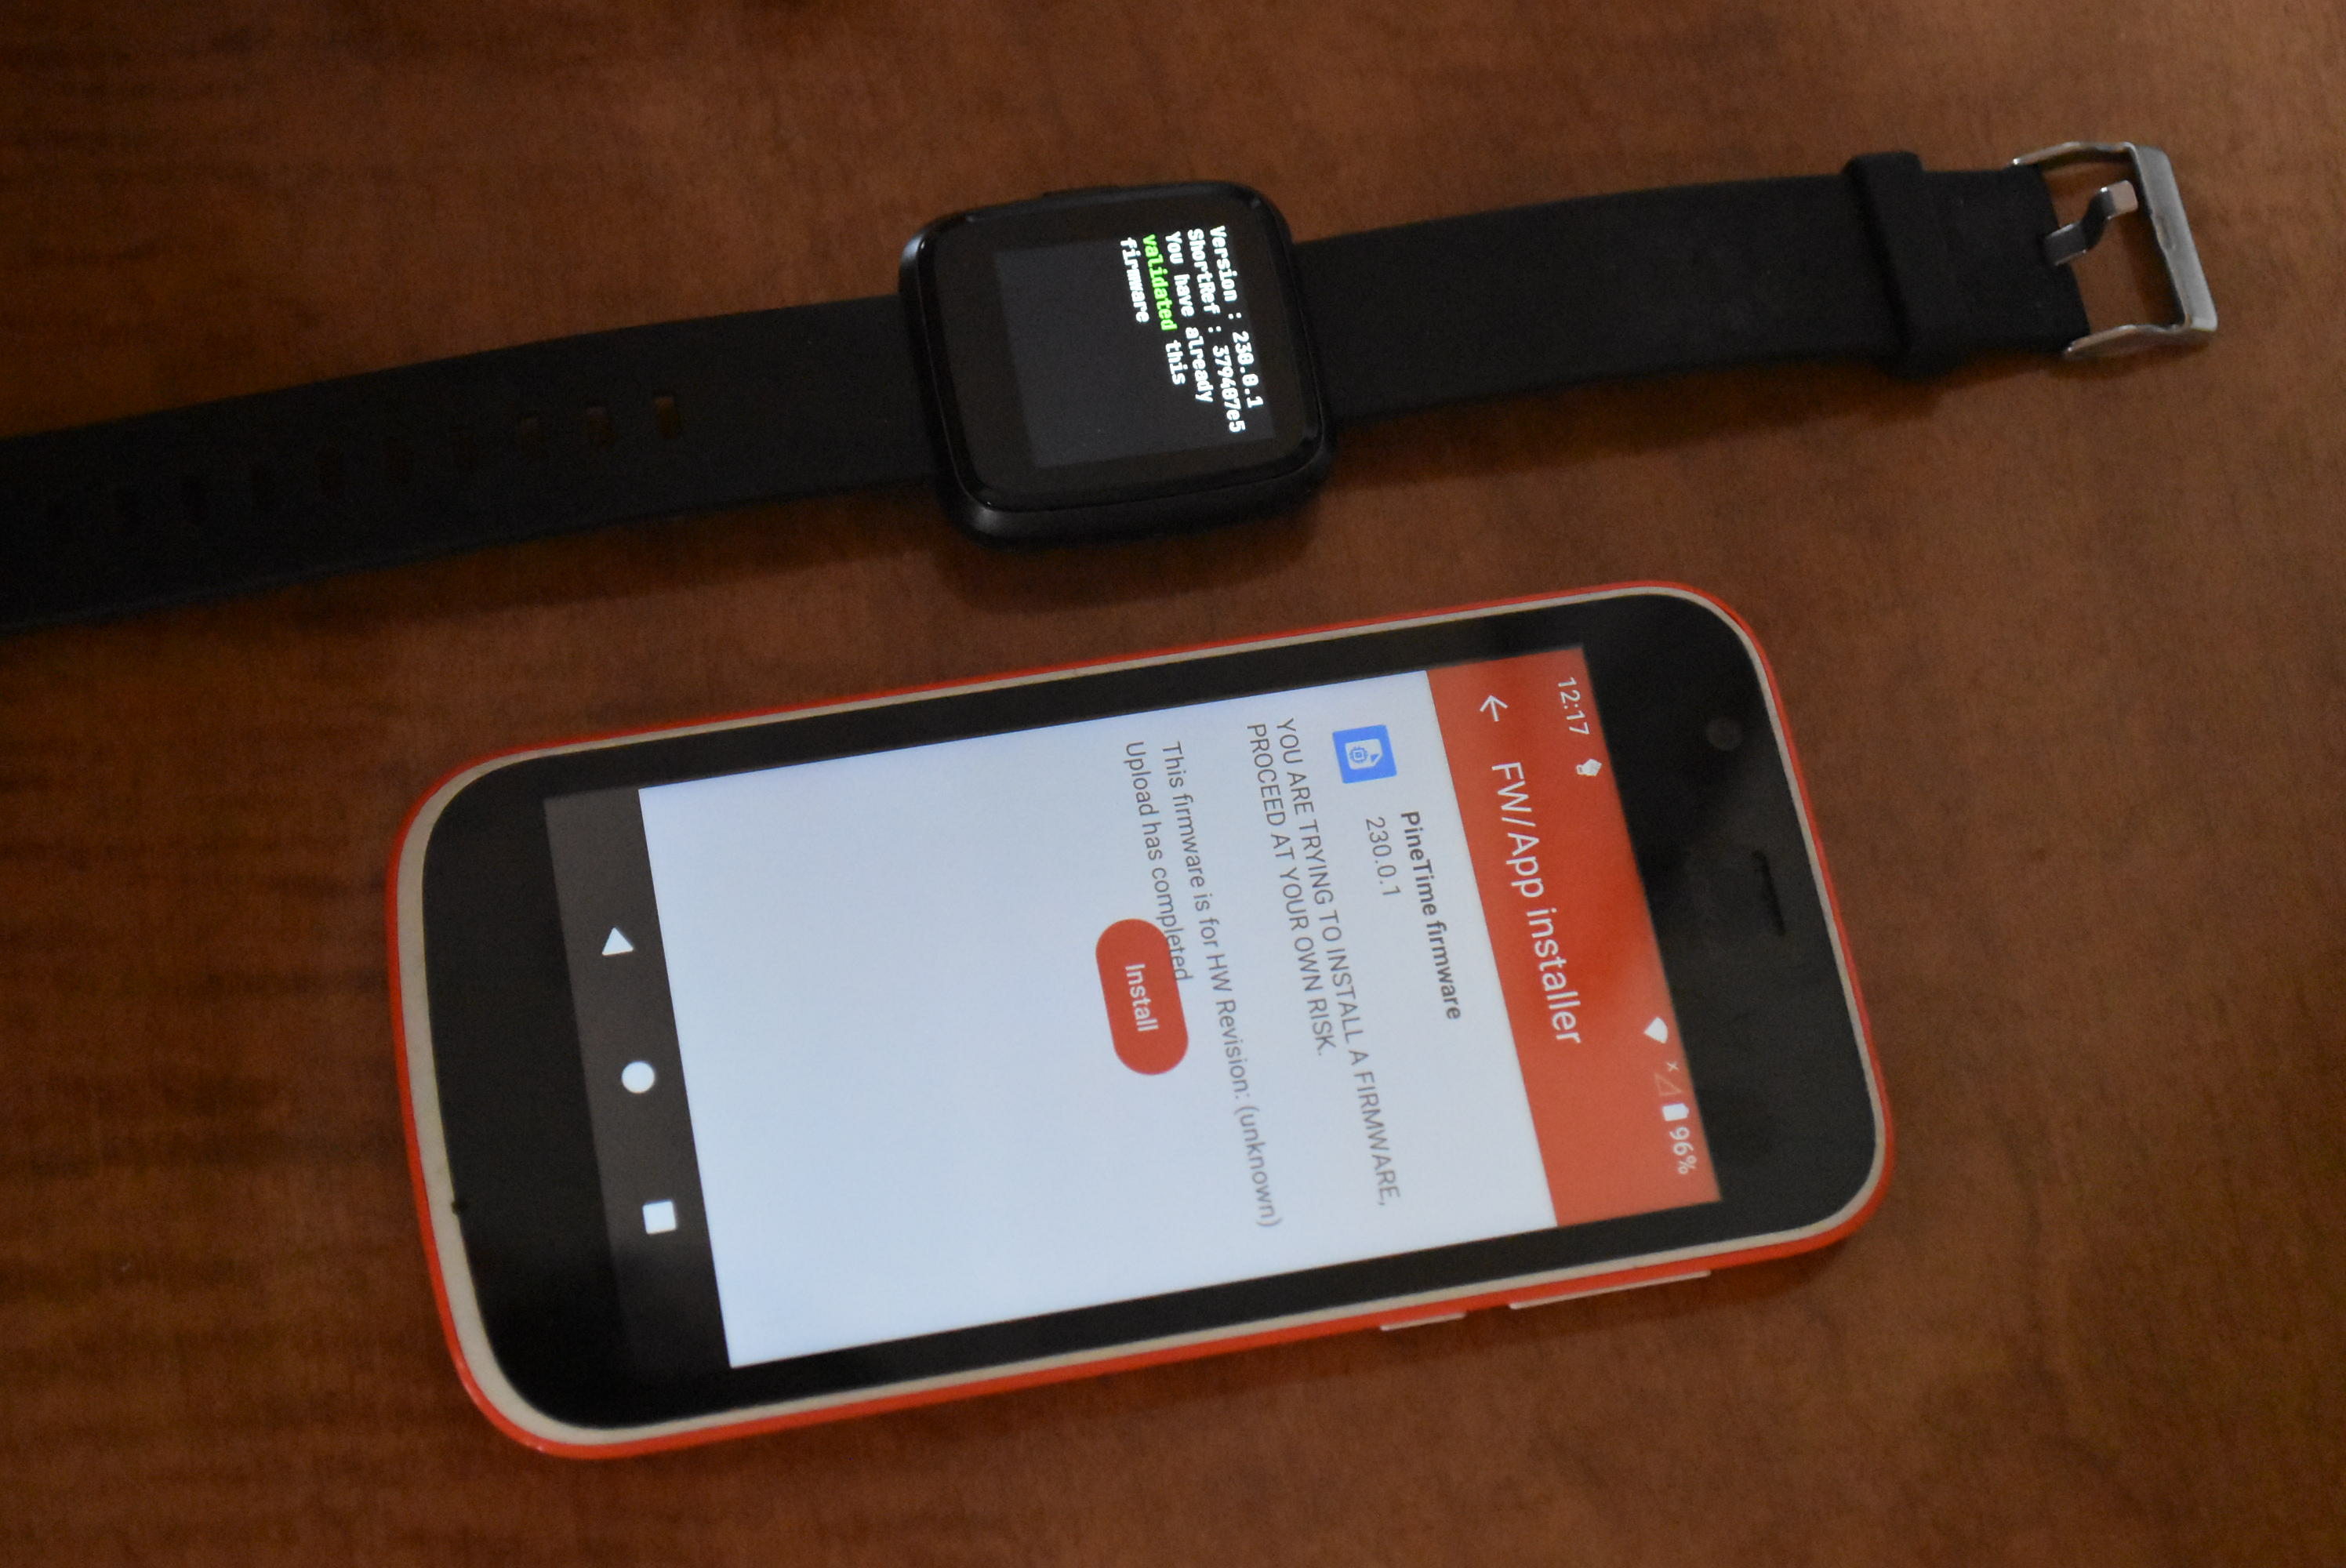 Version : 230.0.1
ShortRef : 379407e5
You have already
validated this
firmware
12:17
96%
FW/App installer
PineTime firmware
230.0.1
YOU ARE TRYING TO INSTALL A FIRMWARE,
PROCEED AT YOUR OWN RISK.
This firmware is for HW Revision: (unknown)
Upload has completed
Install